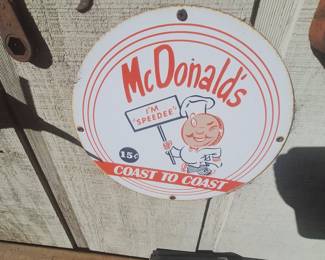 McDonald's
I'M
"SPEEDEE"
15¢
COAST TO COAST